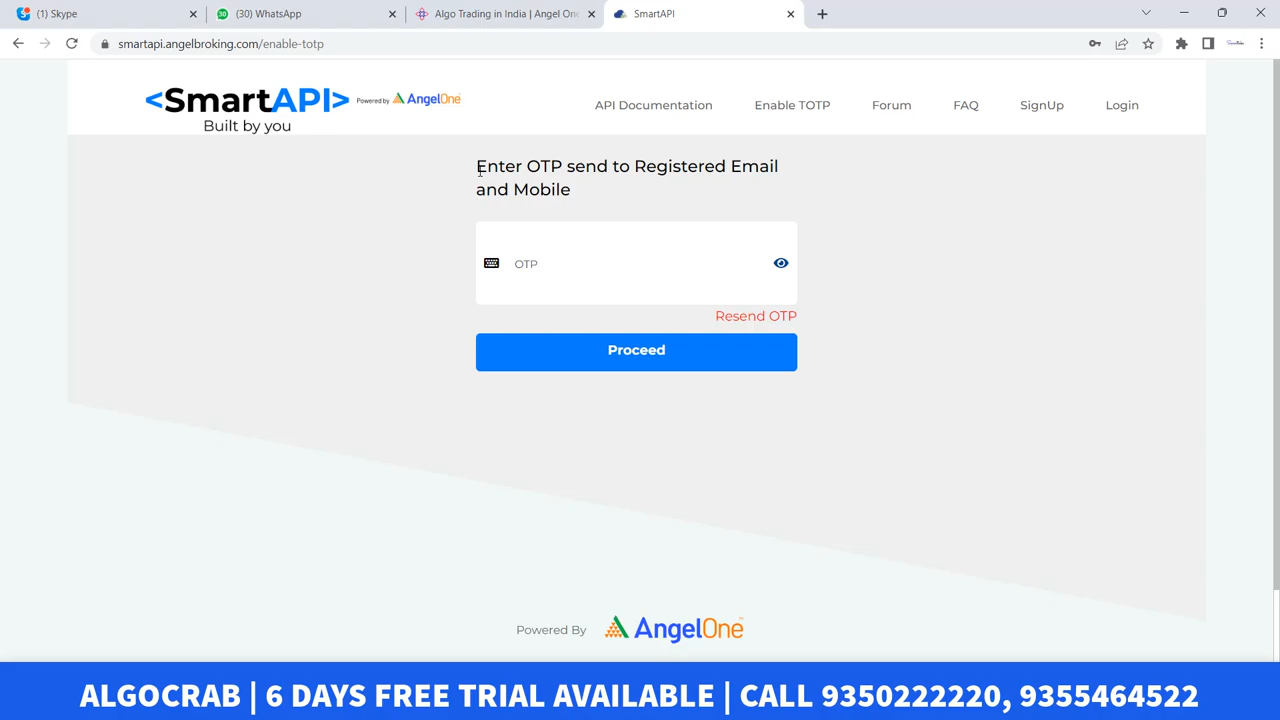 (1) Skype
30
(30) WhatsApp
Algo Trading in India | Angel One
SmartAPI
smartapi.angelbroking.com/enable-totp
<SmartAPI>
Powered by AngelOne
Built by you
API Documentation
Enable TOTP
Forum
FAQ
SignUp
Login
Enter OTP send to Registered Email
and Mobile
OTP
Resend OTP
Proceed
Powered By AngelOne
ALGOCRAB | 6 DAYS FREE TRIAL AVAILABLE | CALL 9350222220, 9355464522